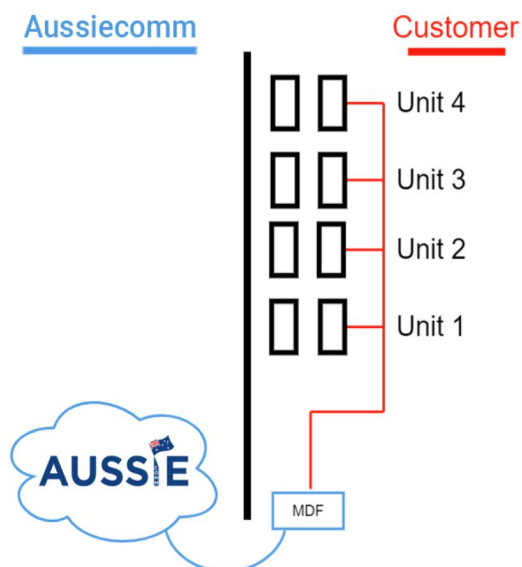 Aussiecomm
Customer
Unit 4
Unit 3
Unit 2
Unit 1
AUSSIE
MDF